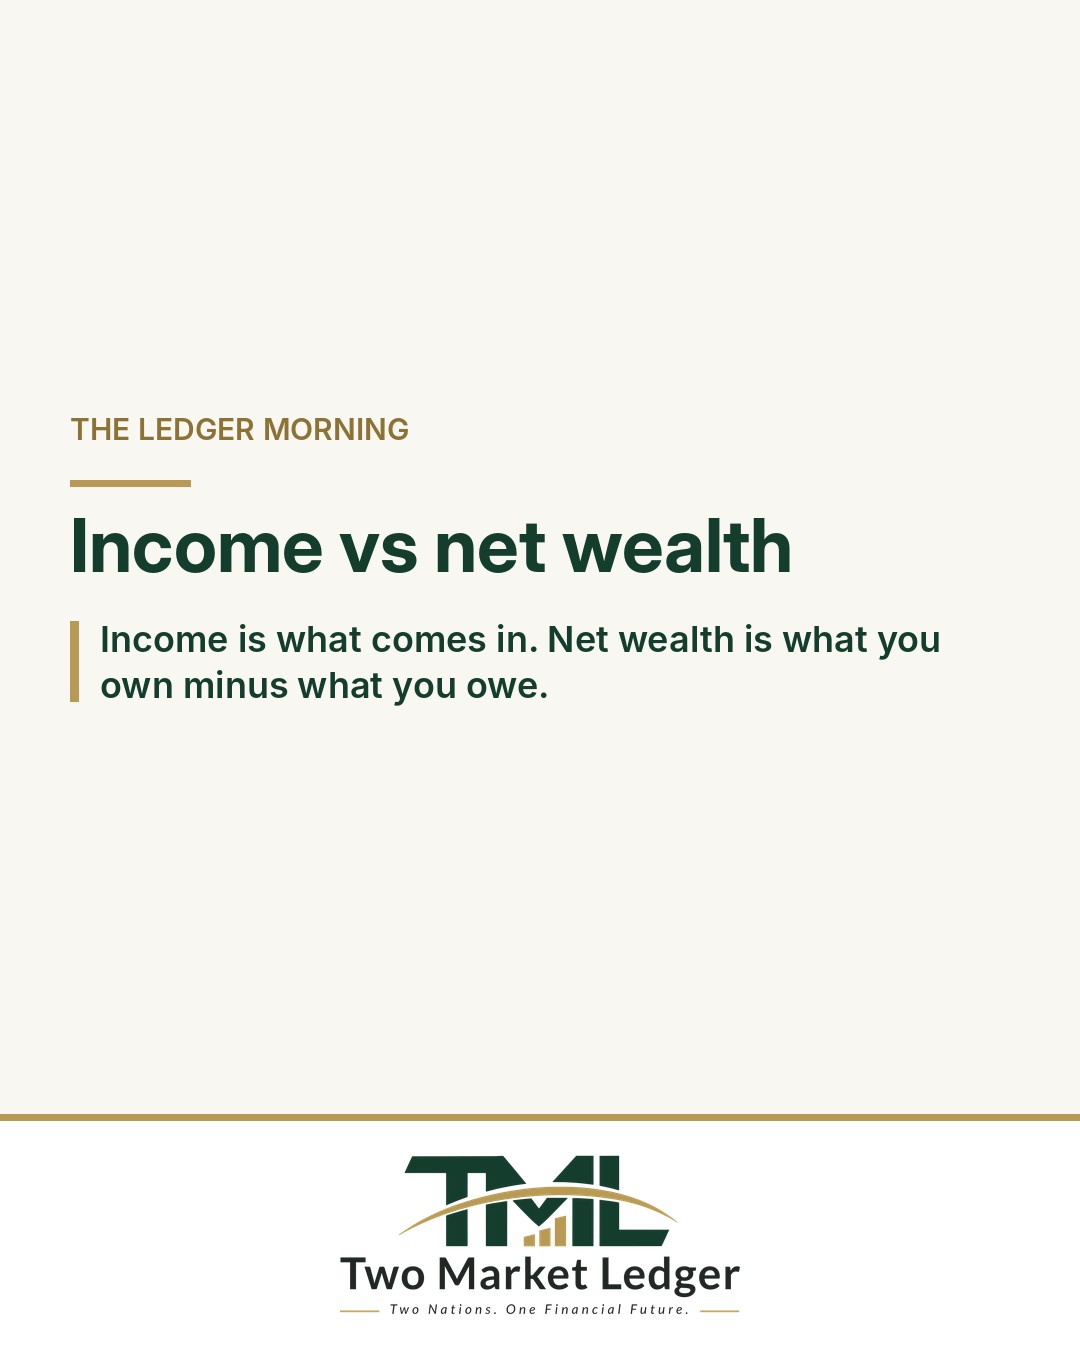 THE LEDGER MORNING
Income vs net wealth
Income is what comes in. Net wealth is what you
own minus what you owe.
TML
Two Market Ledger
Two Nations. One Financial Future.